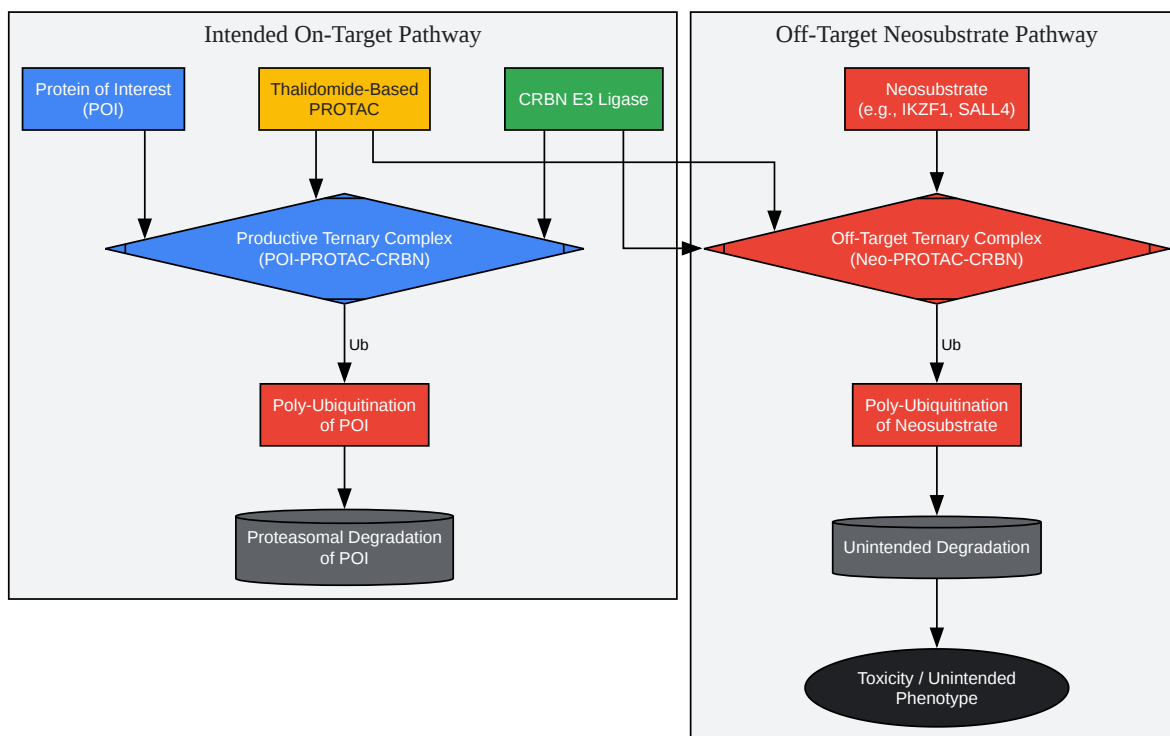 Intended On-Target Pathway
Protein of Interest
(POI)
Thalidomide-Based
PROTAC
CRBN E3 Ligase
Productive Ternary Complex
(POI-PROTAC-CRBN)
Ub
Poly-Ubiquitination
of POI
Proteasomal Degradation
of POI
Off-Target Neosubstrate Pathway
Neosubstrate
(e.g., IKZF1, SALL4)
Off-Target Ternary Complex
(Neo-PROTAC-CRBN)
Ub
Poly-Ubiquitination
of Neosubstrate
Unintended Degradation
Toxicity / Unintended
Phenotype